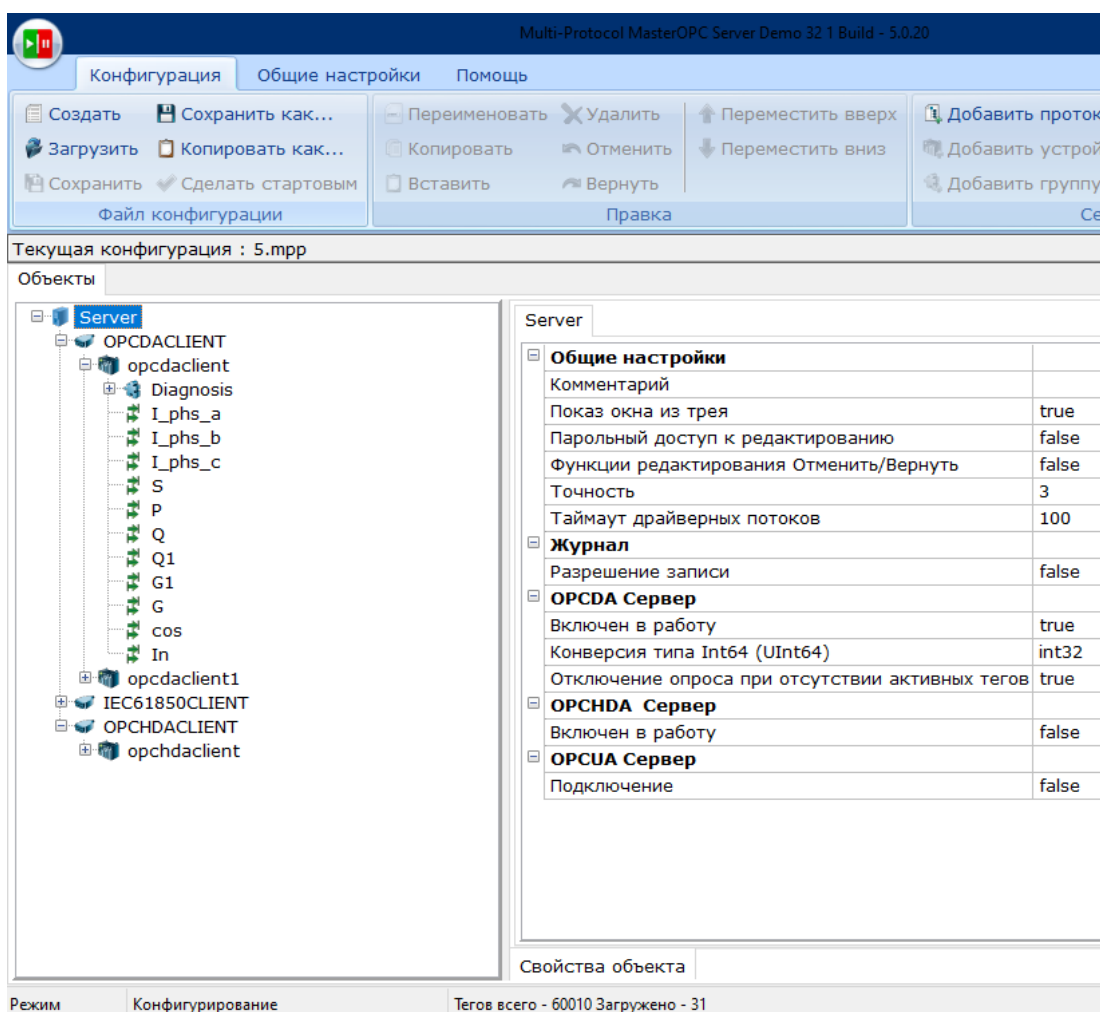 Multi-Protocol MasterOPC Server Demo 32 1 Build - 5.0.20
Конфигурация Общие настройки Помощь
Создать Сохранить как... Переименовать Удалить Переместить вверх Добавить проток
Загрузить Копировать как... Копировать Отменить Переместить вниз Добавить устрой
Сохранить Сделать стартовым Вставить Вернуть Добавить группу
Файл конфигурации Правка Се
Текущая конфигурация : 5.mpp
Объекты
Server
OPCDACLIENT
opcdaclient
Diagnosis
I_phs_a
I_phs_b
I_phs_c
S
P
Q
Q1
G1
G
cos
In
opcdaclient1
IEC61850CLIENT
OPCHDACLIENT
opchdaclient
Server
Общие настройки
Комментарий
Показ окна из трея true
Парольный доступ к редактированию false
Функции редактирования Отменить/Вернуть false
Точность 3
Таймаут драйверных потоков 100
Журнал
Разрешение записи false
OPCDA Сервер
Включен в работу true
Конверсия типа Int64 (UInt64) int32
Отключение опроса при отсутствии активных тегов true
OPCHDA Сервер
Включен в работу false
OPCUA Сервер
Подключение false
Свойства объекта
Режим Конфигурирование Тегов всего - 60010 Загружено - 31